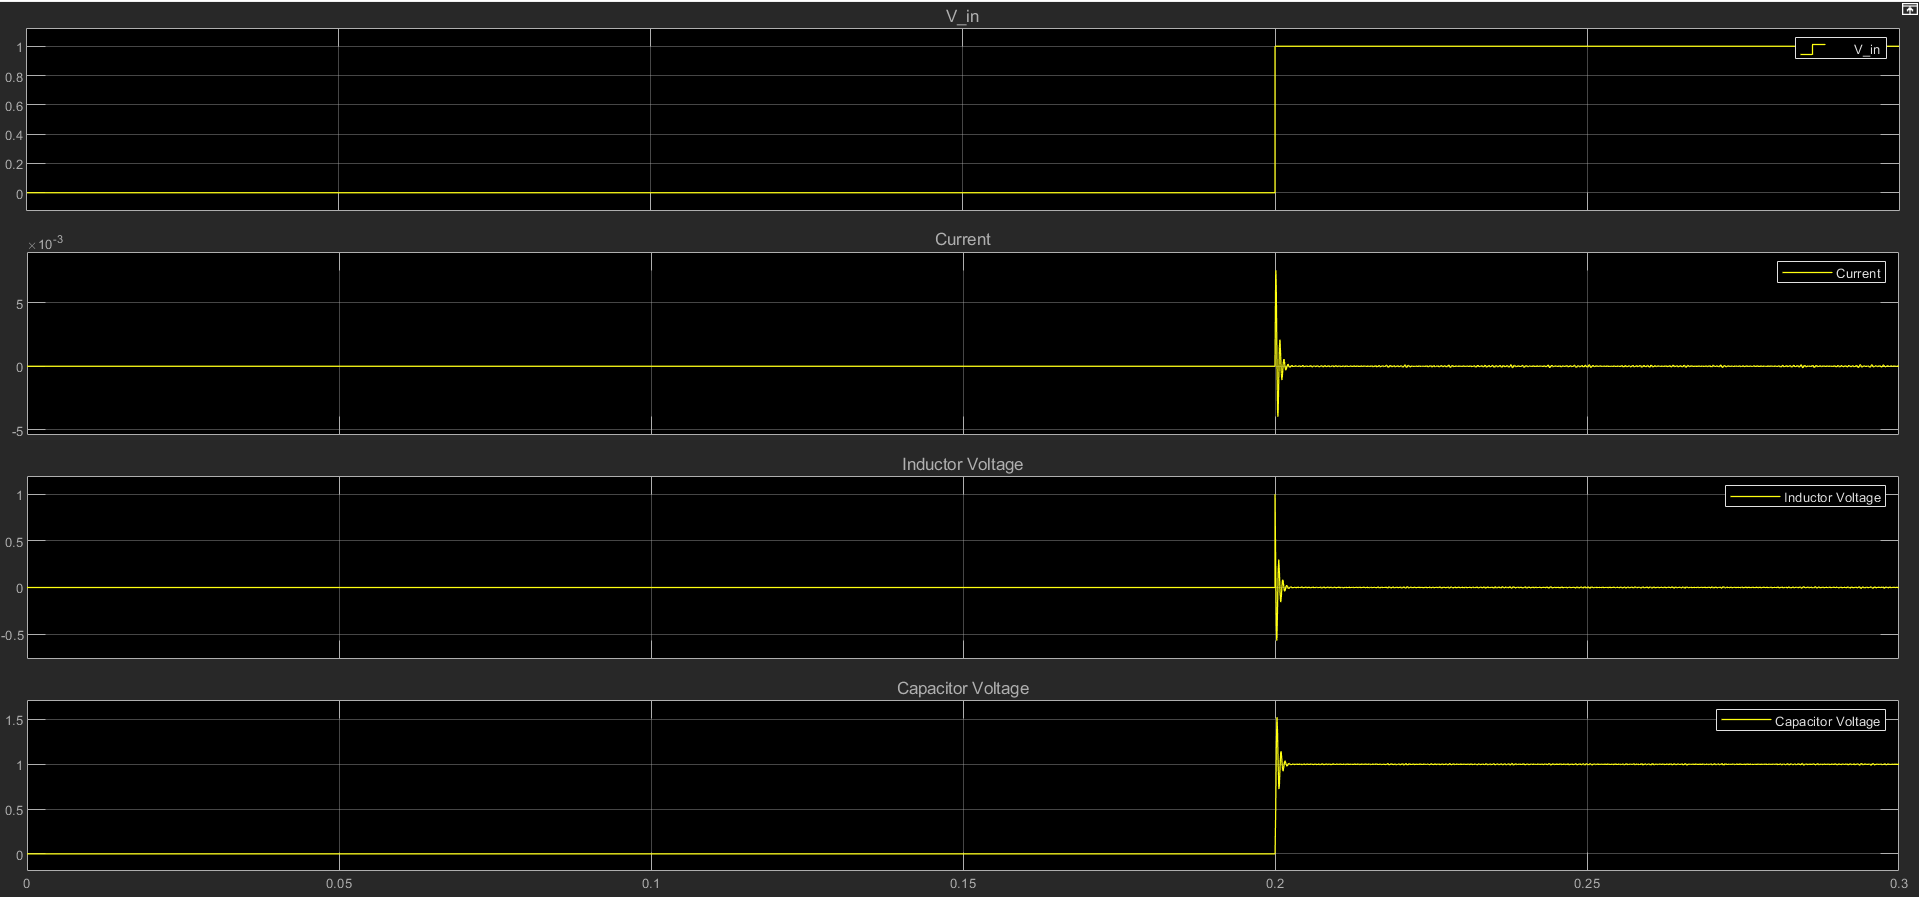 V_in
1
0.8
0.6
0.4
0.2
0
V_in
Current
×10-3
5
0
-5
Current
Inductor Voltage
1
0.5
0
-0.5
Inductor Voltage
Capacitor Voltage
1.5
1
0.5
0
Capacitor Voltage
0 0.05 0.1 0.15 0.2 0.25 0.3